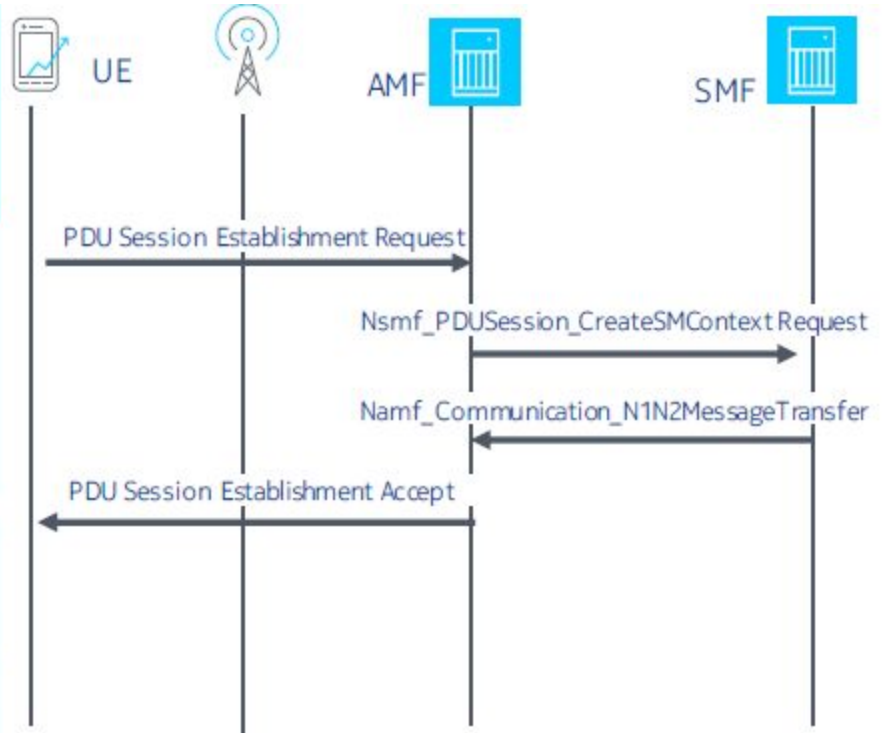 UE
AMF
SMF
PDU Session Establishment Request
Nsmf_PDUSession_CreateSMContext Request
Namf_Communication_N1N2MessageTransfer
PDU Session Establishment Accept